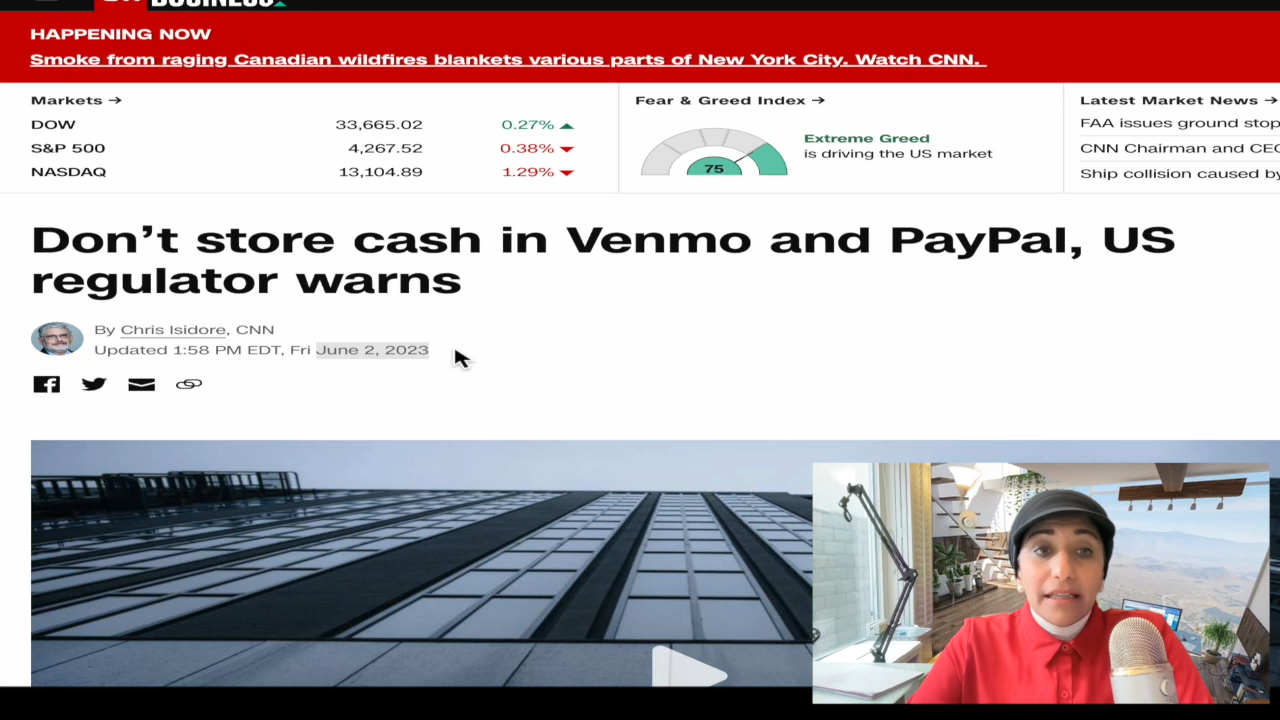 BUSINESS
HAPPENING NOW
Smoke from raging Canadian wildfires blankets various parts of New York City. Watch CNN.
Markets →
DOW 33,665.02 0.27%
S&P 500 4,267.52 0.38%
NASDAQ 13,104.89 1.29%
Fear & Greed Index →
75
Extreme Greed
is driving the US market
Latest Market News →
FAA issues ground stop
CNN Chairman and CEO
Ship collision caused by
Don't store cash in Venmo and PayPal, US
regulator warns
By Chris Isidore, CNN
Updated 1:58 PM EDT, Fri June 2, 2023